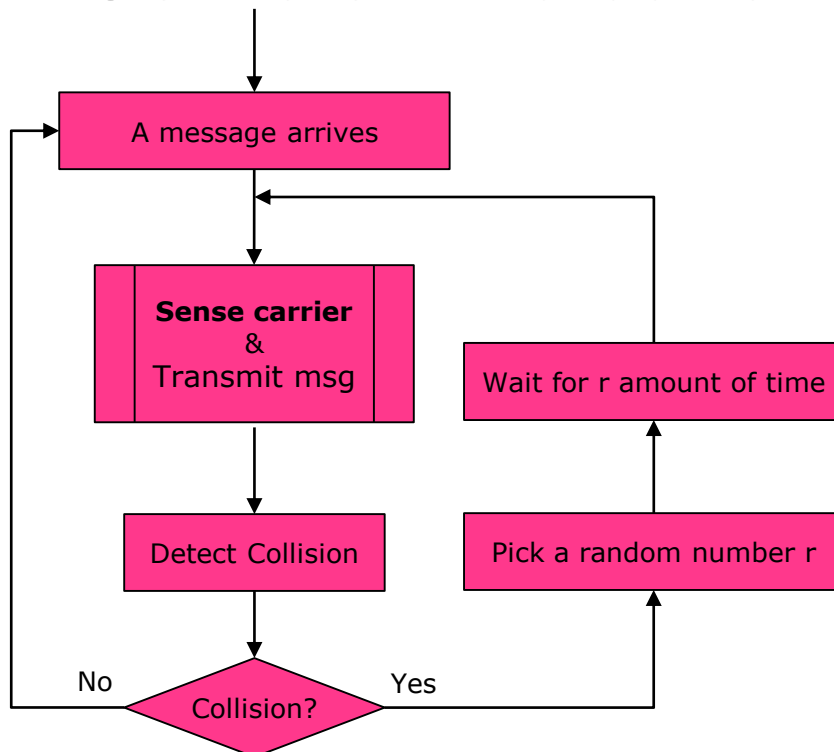 A message arrives
Sense carrier
&
Transmit msg
Wait for r amount of time
Detect Collision
Pick a random number r
No
Yes
Collision?